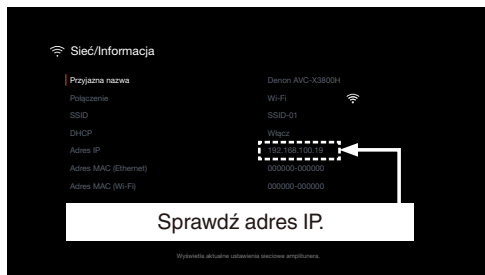 Sieć/Informacja
Przyjazna nazwa Denon AVC-X3800H
Połączenie Wi-Fi
SSID SSID-01
DHCP Włącz
Adres IP 192.168.100.19
Adres MAC (Ethernet) 000000-000000
Adres MAC (Wi-Fi) 000000-000000
Sprawdź adres IP.
Wyświetla aktualne ustawienia sieciowe amplitunera.